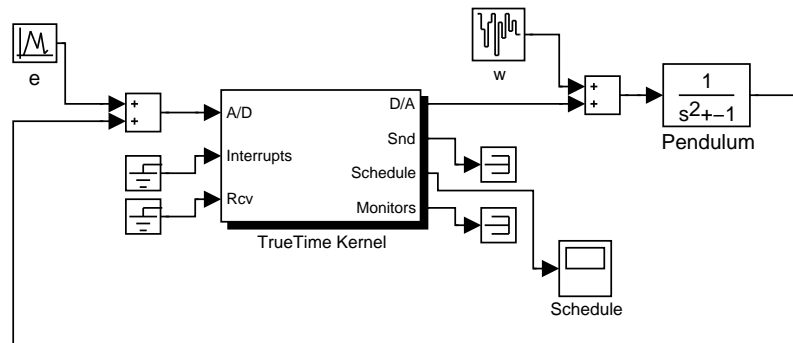 e
w
+
+
A/D
Interrupts
Rcv
D/A
Snd
Schedule
Monitors
TrueTime Kernel
+
+
1
s2+−1
Pendulum
Schedule